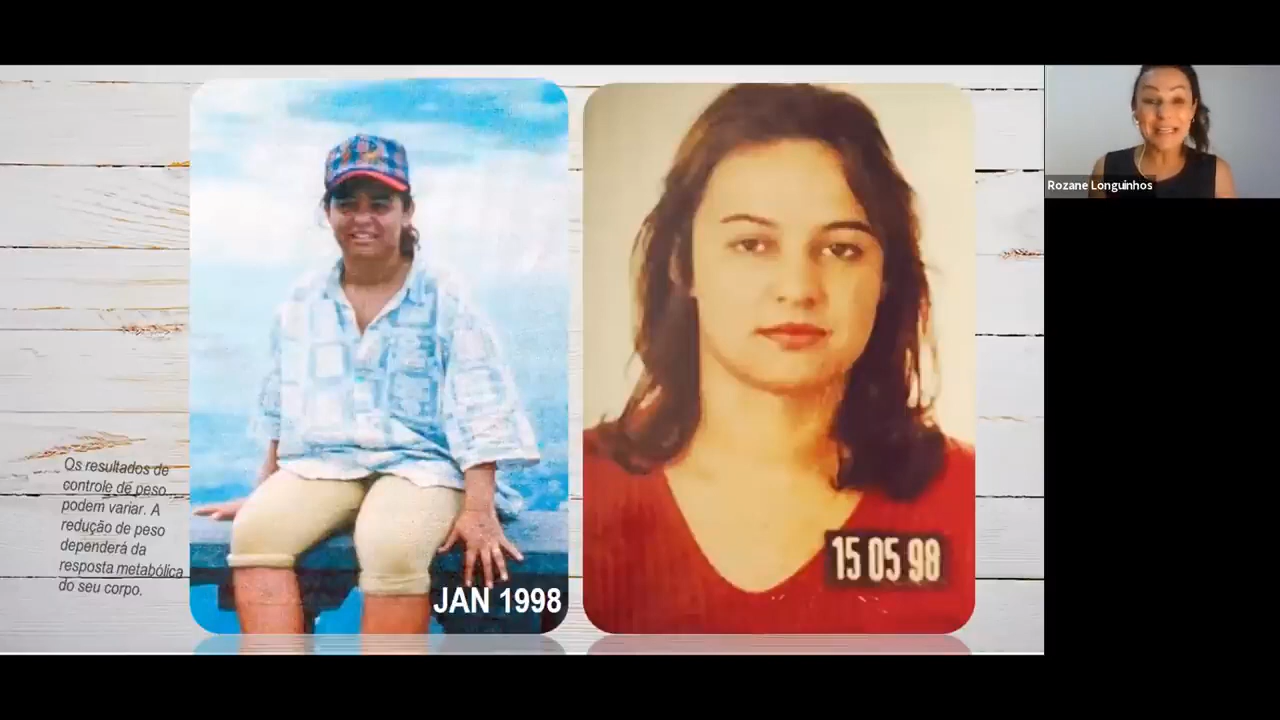 Rozane Longuinhos
Os resultados de
controle de peso
podem variar. A
redução de peso
dependerá da
resposta metabólica
do seu corpo.
JAN 1998
15 05 98